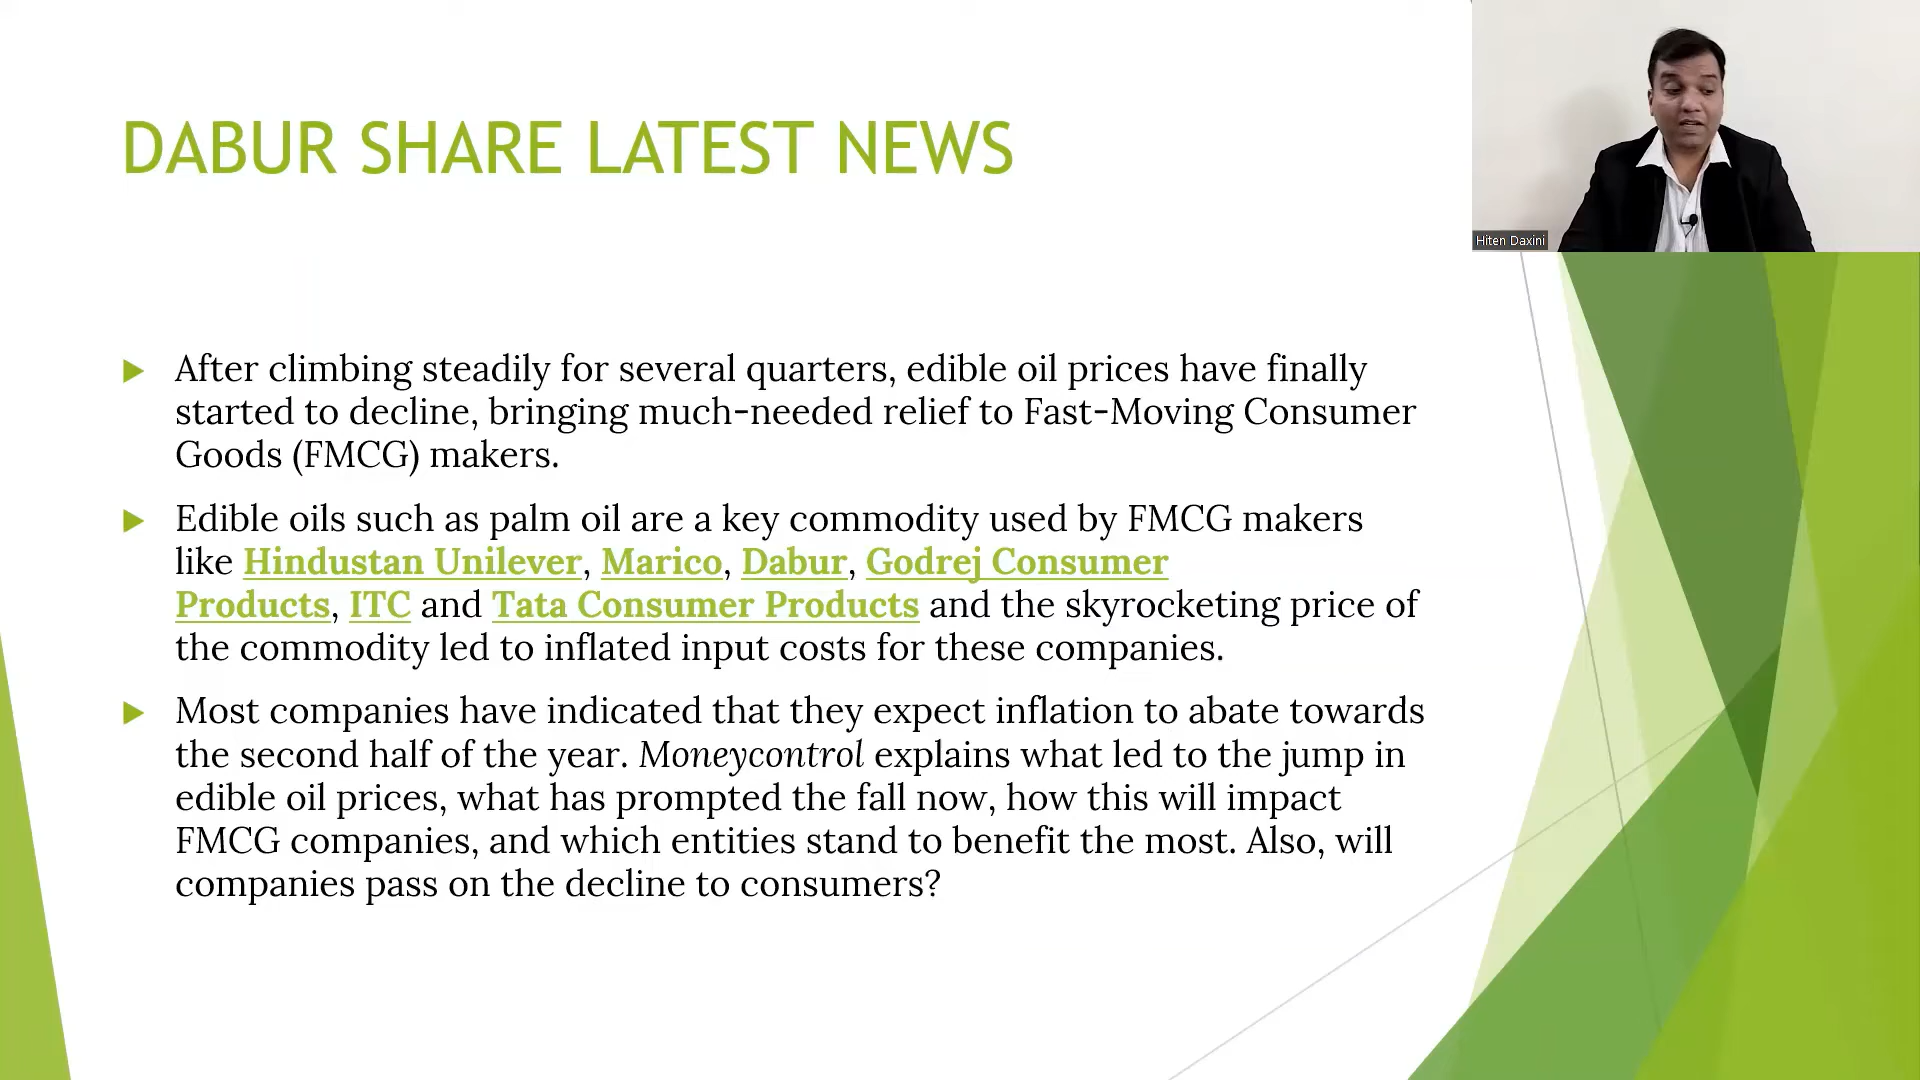 DABUR SHARE LATEST NEWS
Hiten Daxini
After climbing steadily for several quarters, edible oil prices have finally
started to decline, bringing much-needed relief to Fast-Moving Consumer
Goods (FMCG) makers.
Edible oils such as palm oil are a key commodity used by FMCG makers
like Hindustan Unilever, Marico, Dabur, Godrej Consumer
Products, ITC and Tata Consumer Products and the skyrocketing price of
the commodity led to inflated input costs for these companies.
Most companies have indicated that they expect inflation to abate towards
the second half of the year. Moneycontrol explains what led to the jump in
edible oil prices, what has prompted the fall now, how this will impact
FMCG companies, and which entities stand to benefit the most. Also, will
companies pass on the decline to consumers?